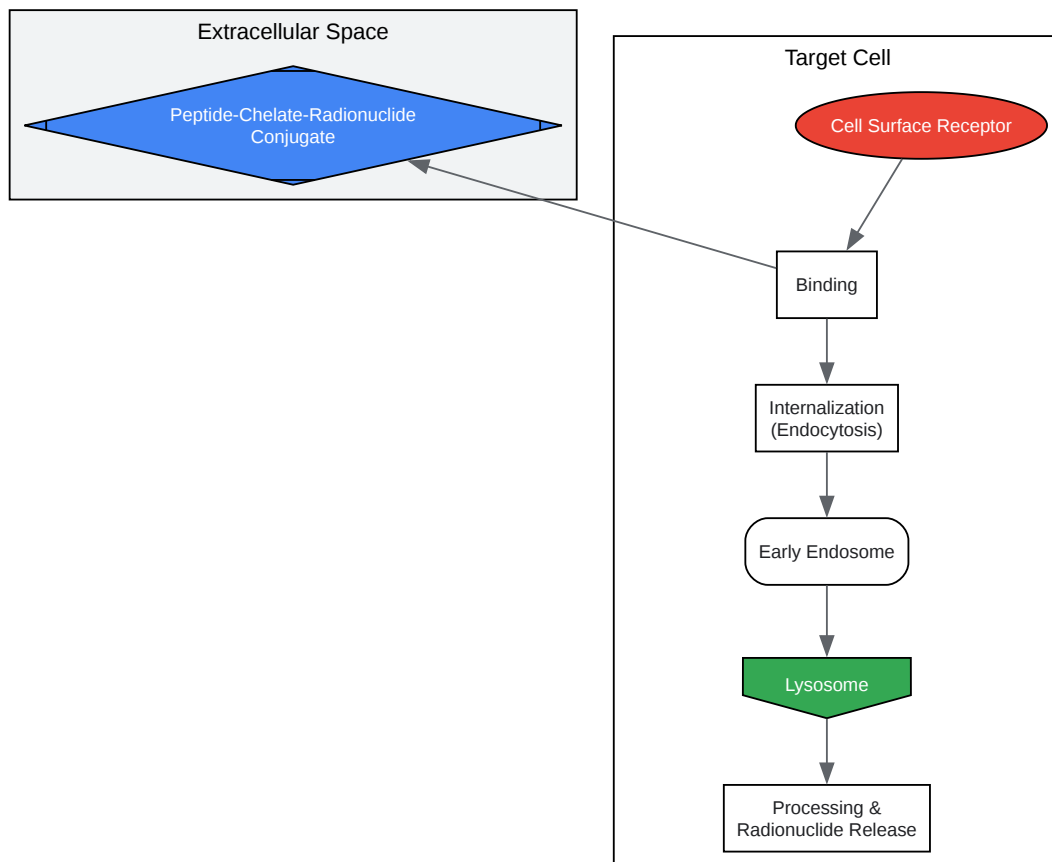 Extracellular Space
Peptide-Chelate-Radionuclide
Conjugate
Target Cell
Cell Surface Receptor
Binding
Internalization
(Endocytosis)
Early Endosome
Lysosome
Processing &
Radionuclide Release